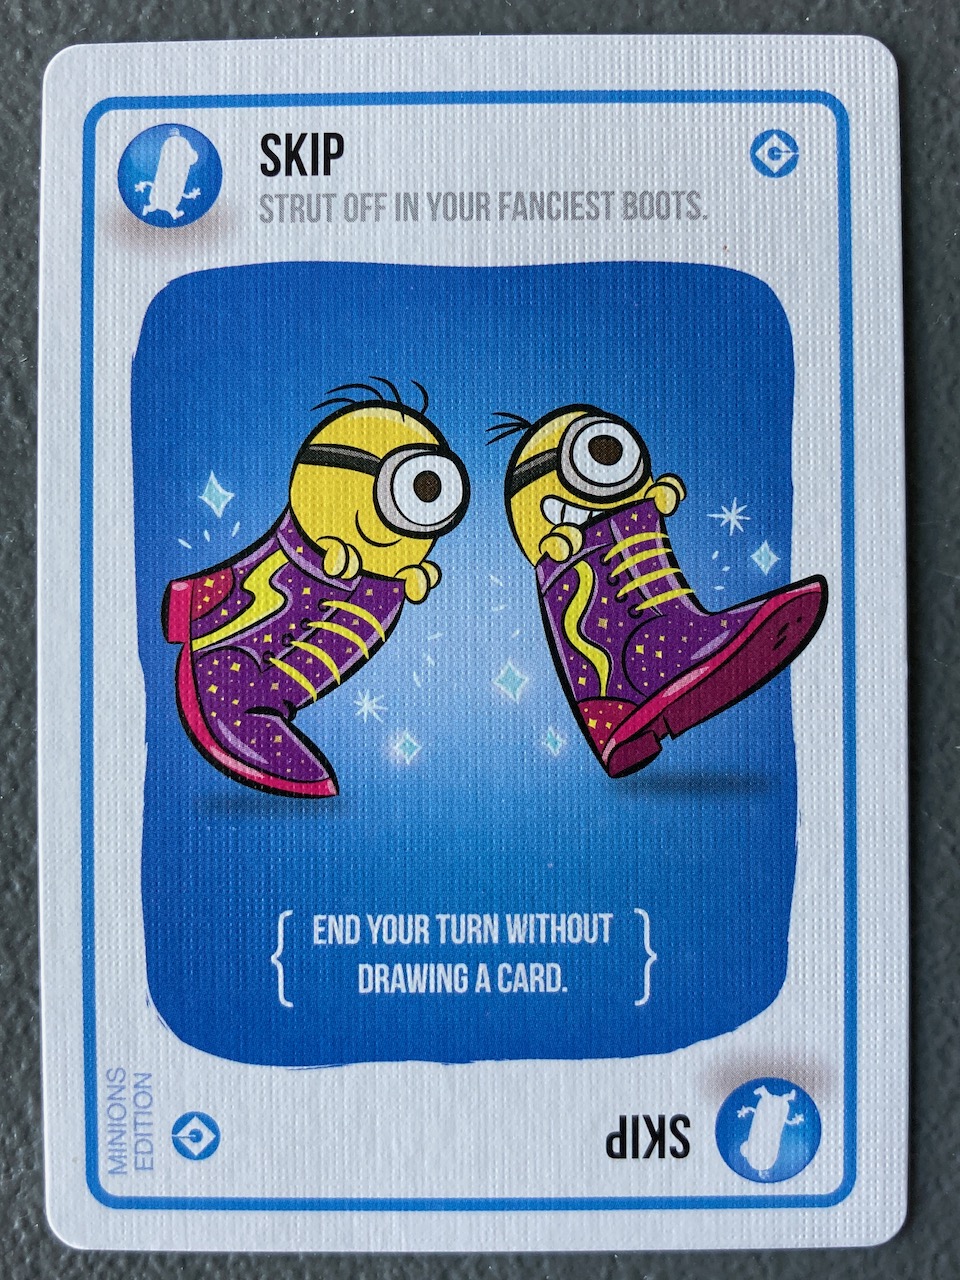 SKIP
STRUT OFF IN YOUR FANCIEST BOOTS.
END YOUR TURN WITHOUT
DRAWING A CARD.
MINIONS
EDITION
SKIP